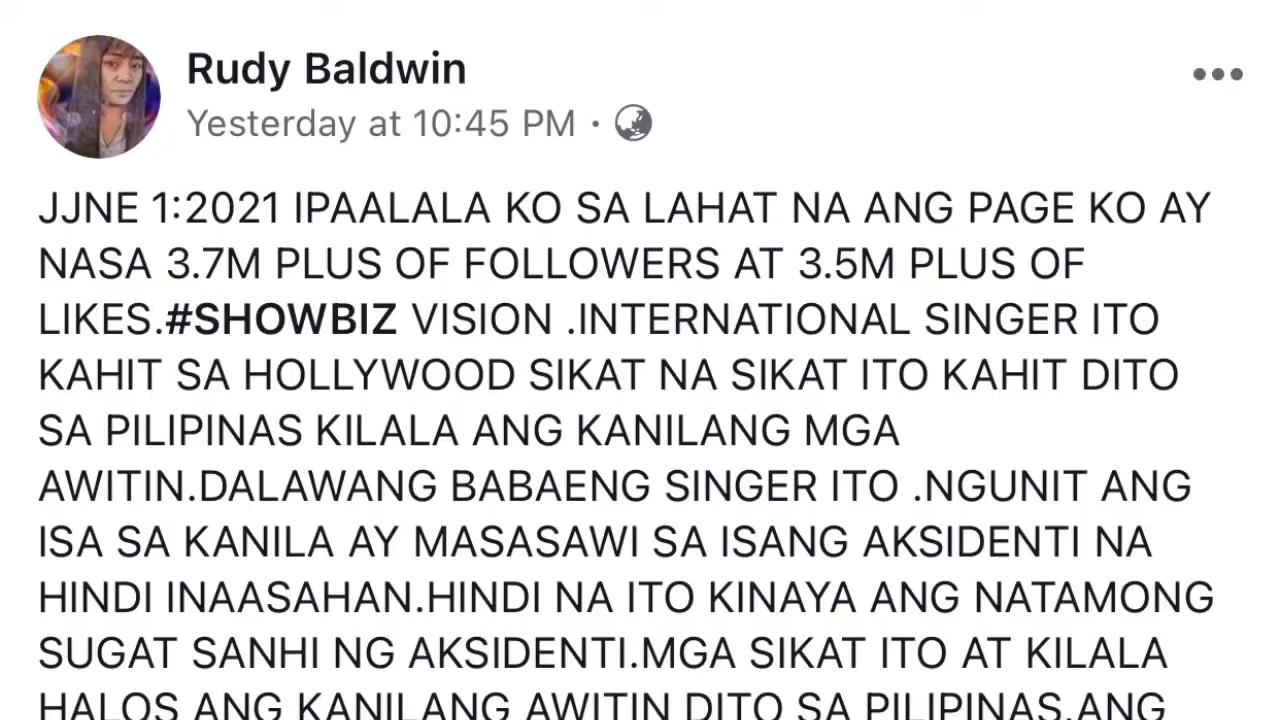 Rudy Baldwin
Yesterday at 10:45 PM ·
JJNE 1:2021 IPAALALA KO SA LAHAT NA ANG PAGE KO AY
NASA 3.7M PLUS OF FOLLOWERS AT 3.5M PLUS OF
LIKES.#SHOWBIZ VISION .INTERNATIONAL SINGER ITO
KAHIT SA HOLLYWOOD SIKAT NA SIKAT ITO KAHIT DITO
SA PILIPINAS KILALA ANG KANILANG MGA
AWITIN.DALAWANG BABAENG SINGER ITO .NGUNIT ANG
ISA SA KANILA AY MASASAWI SA ISANG AKSIDENTI NA
HINDI INAASAHAN.HINDI NA ITO KINAYA ANG NATAMONG
SUGAT SANHI NG AKSIDENTI.MGA SIKAT ITO AT KILALA
HALOS ANG KANILANG AWITIN DITO SA PILIPINAS.ANG